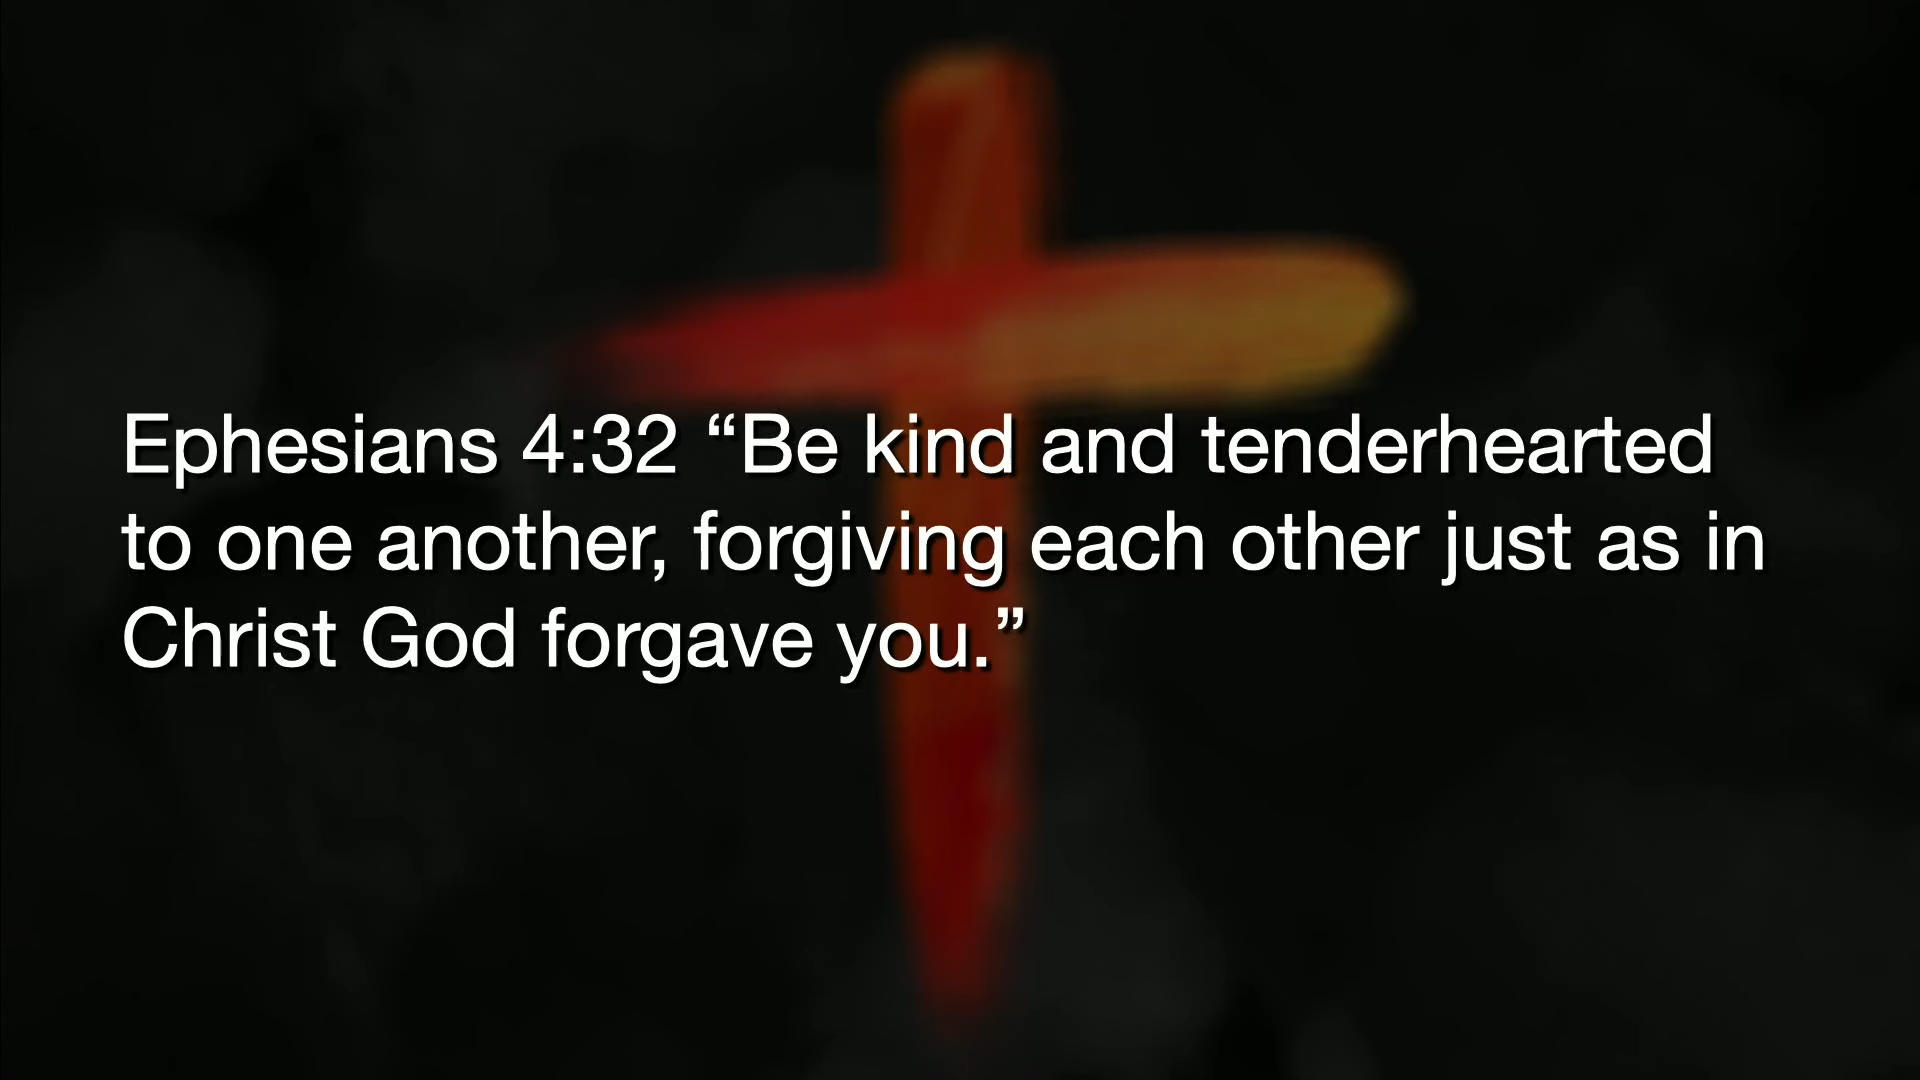 Ephesians 4:32 “Be kind and tenderhearted
to one another, forgiving each other just as in
Christ God forgave you.”